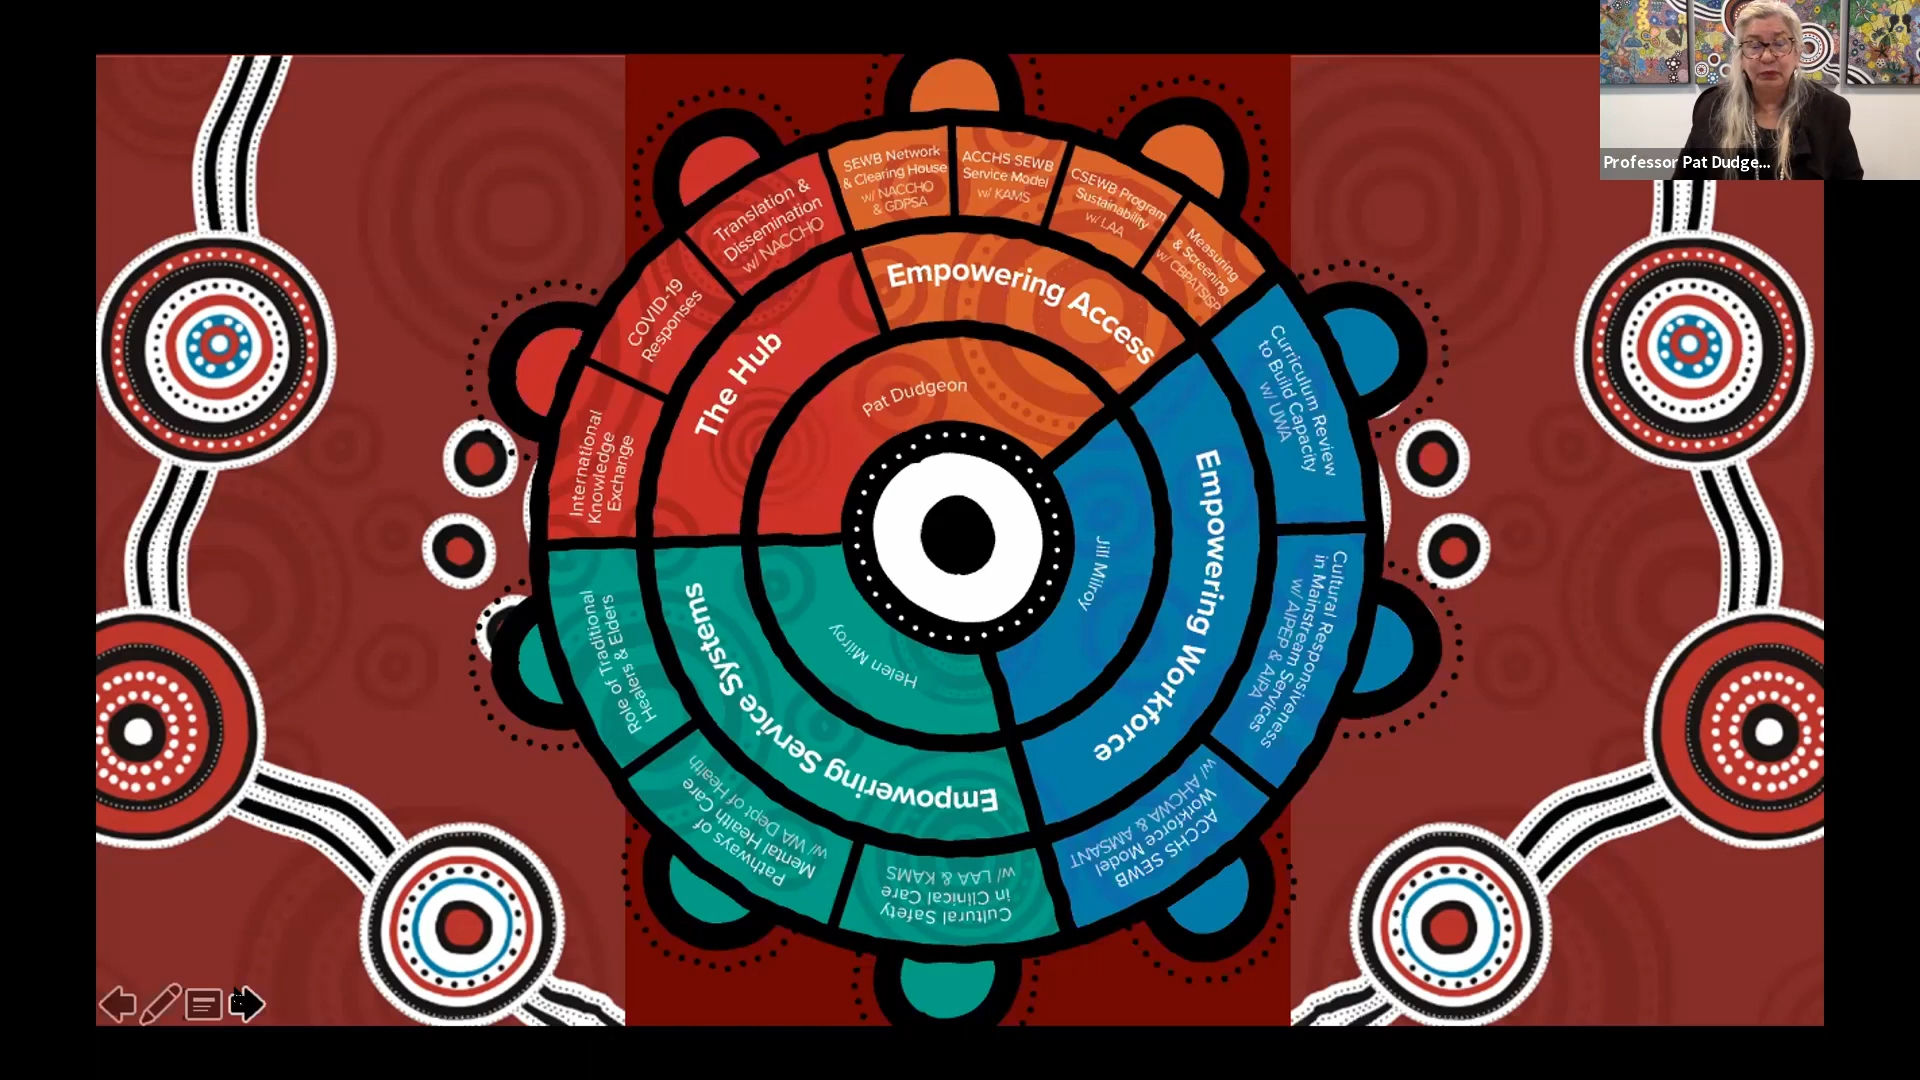 Professor Pat Dudge...
SEWB Network
& Clearing House
w/ NACCHO
& GDPSA
ACCHS SEWB
Service Model
w/ KAMS
CSEWB Program
Sustainability
w/ LAA
Measuring
& Screening
w/ CBPATSISP
Translation &
Dissemination
w/ NACCHO
COVID-19
Responses
International
Knowledge
Exchange
The Hub
Empowering Access
Pat Dudgeon
Curriculum Review
to Build Capacity
w/ UWA
Cultural Responsiveness
in Mainstream Services
w/ AIPEP & AIPA
ACCHS SEWB
Workforce Model
w/ AHCWA & AMSANT
Empowering Workforce
Jill Milroy
Cultural Safety
in Clinical Care
w/ LAA & KAMS
Pathways of
Mental Health Care
w/ WA Dept of Health
Role of Traditional
Healers & Elders
Empowering Service Systems
Helen Milroy